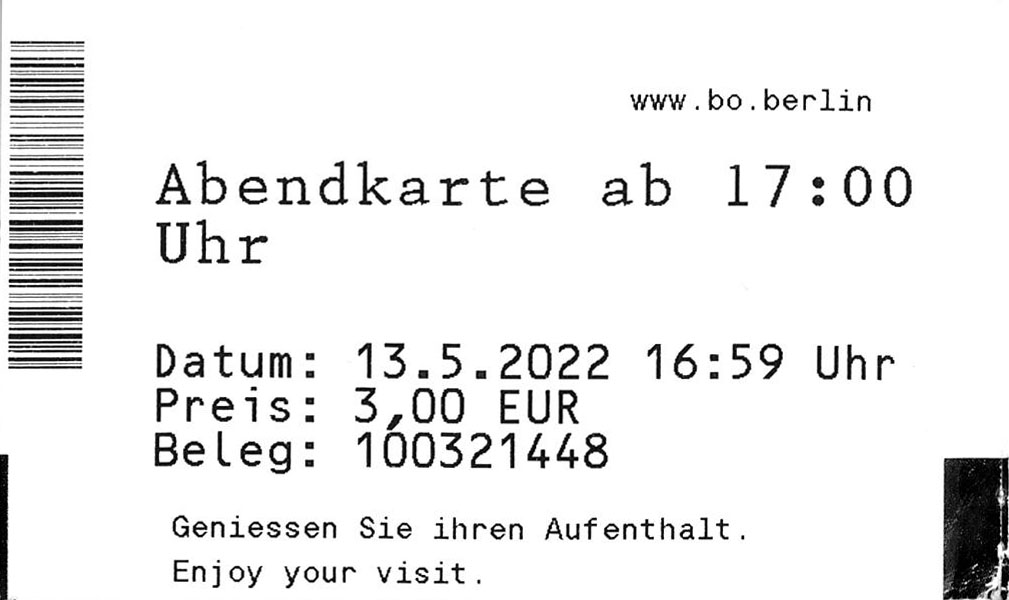 www.bo.berlin
Abendkarte ab 17:00
Uhr
Datum: 13.5.2022 16:59 Uhr
Preis: 3,00 EUR
Beleg: 100321448
Geniessen Sie ihren Aufenthalt.
Enjoy your visit.